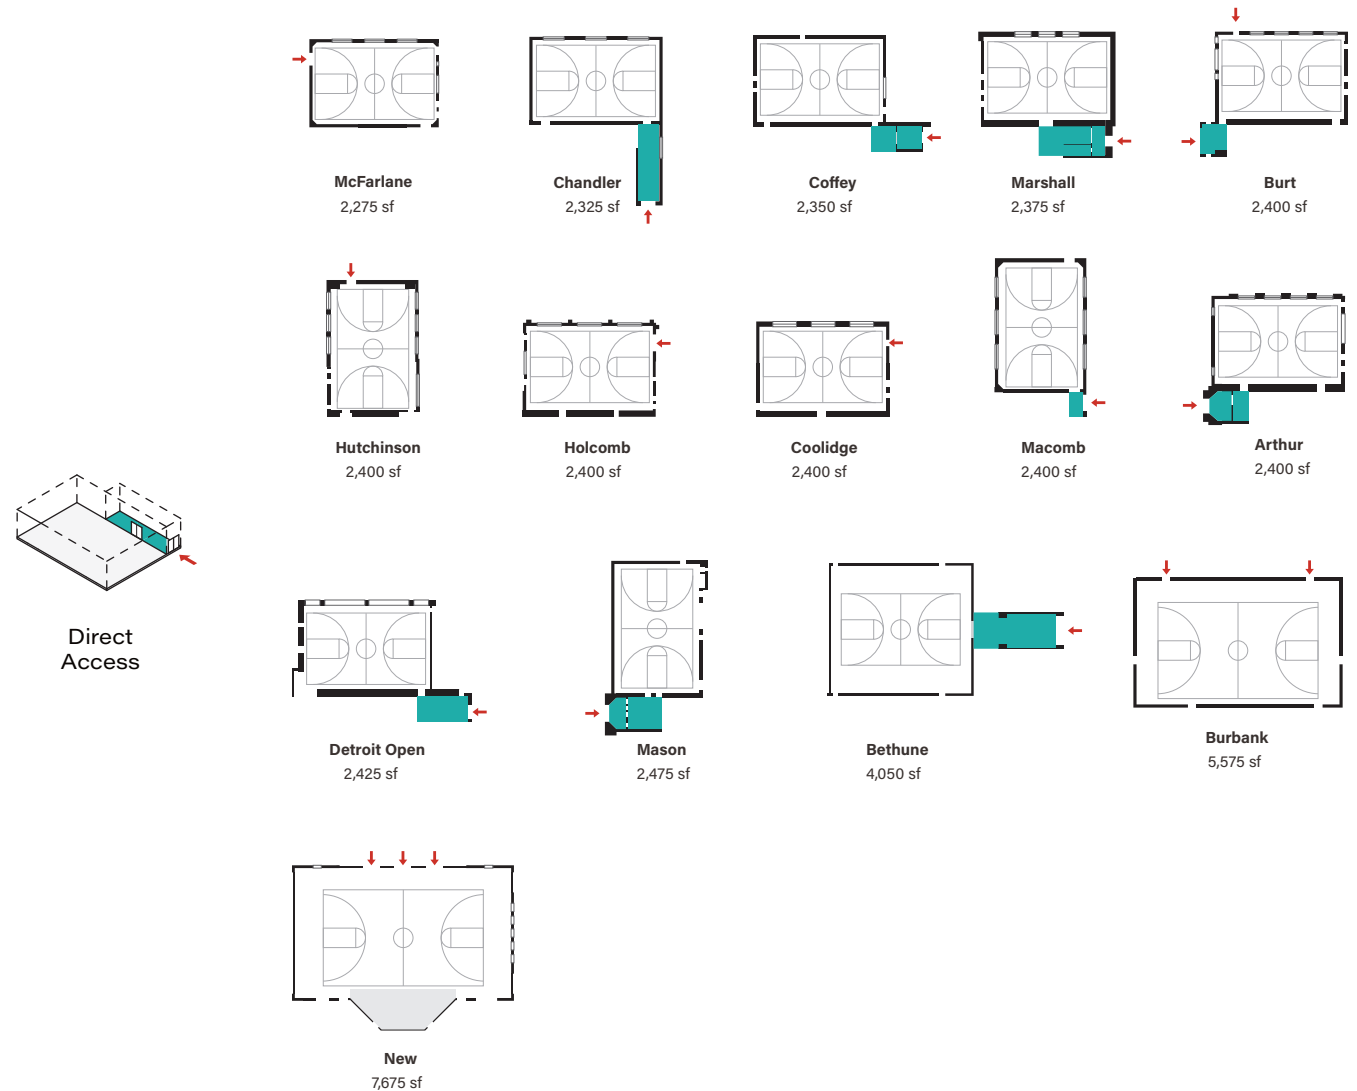 McFarlane
2,275 sf
Chandler
2,325 sf
Coffey
2,350 sf
Marshall
2,375 sf
Burt
2,400 sf
Hutchinson
2,400 sf
Holcomb
2,400 sf
Coolidge
2,400 sf
Macomb
2,400 sf
Arthur
2,400 sf
Direct
Access
Detroit Open
2,425 sf
Mason
2,475 sf
Bethune
4,050 sf
Burbank
5,575 sf
New
7,675 sf